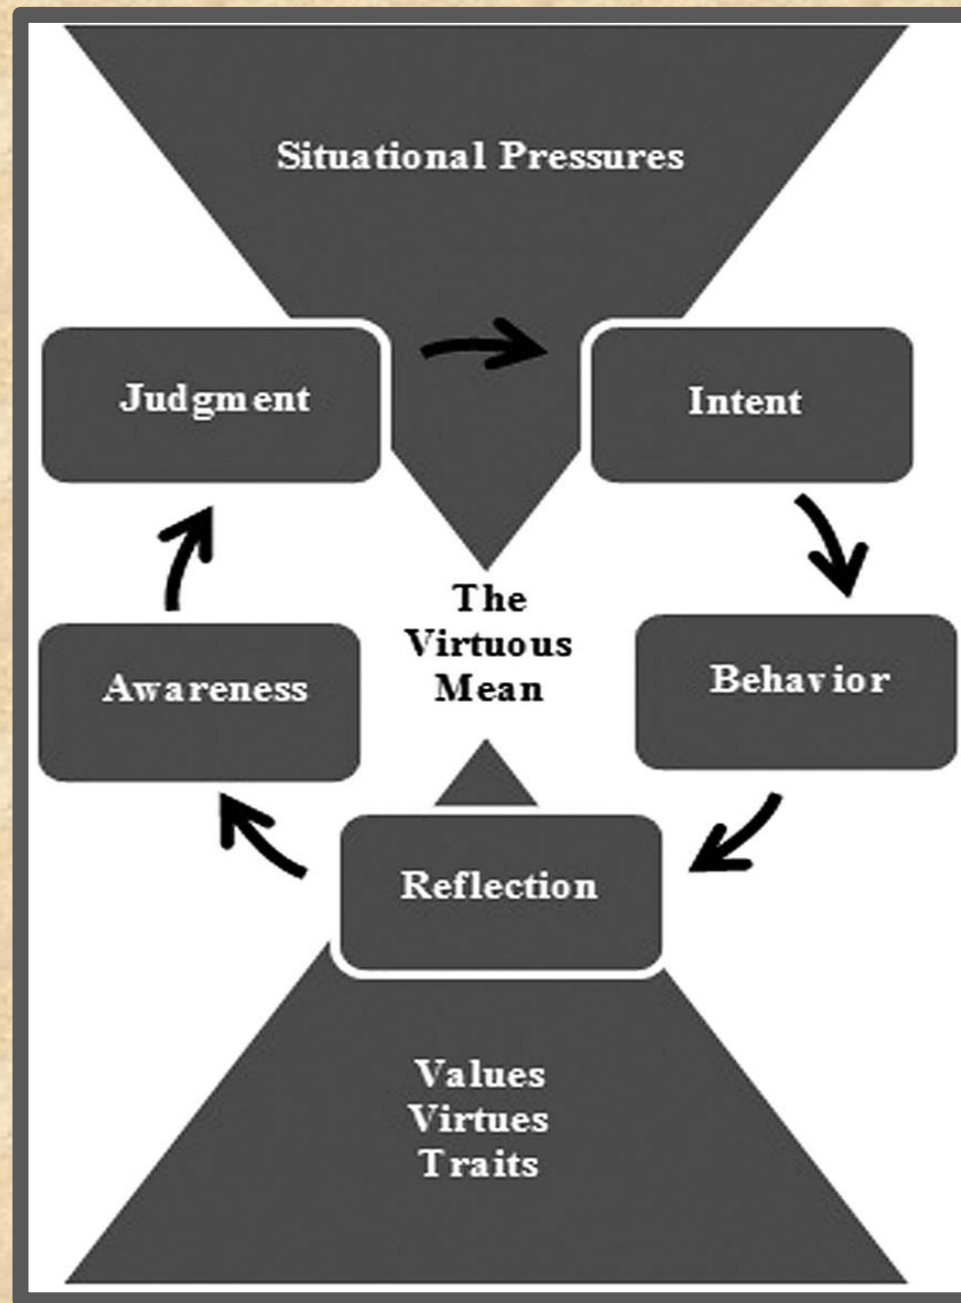 Situational Pressures
Judgment
Intent
The
Virtuous
Mean
Awareness
Behavior
Reflection
Values
Virtues
Traits